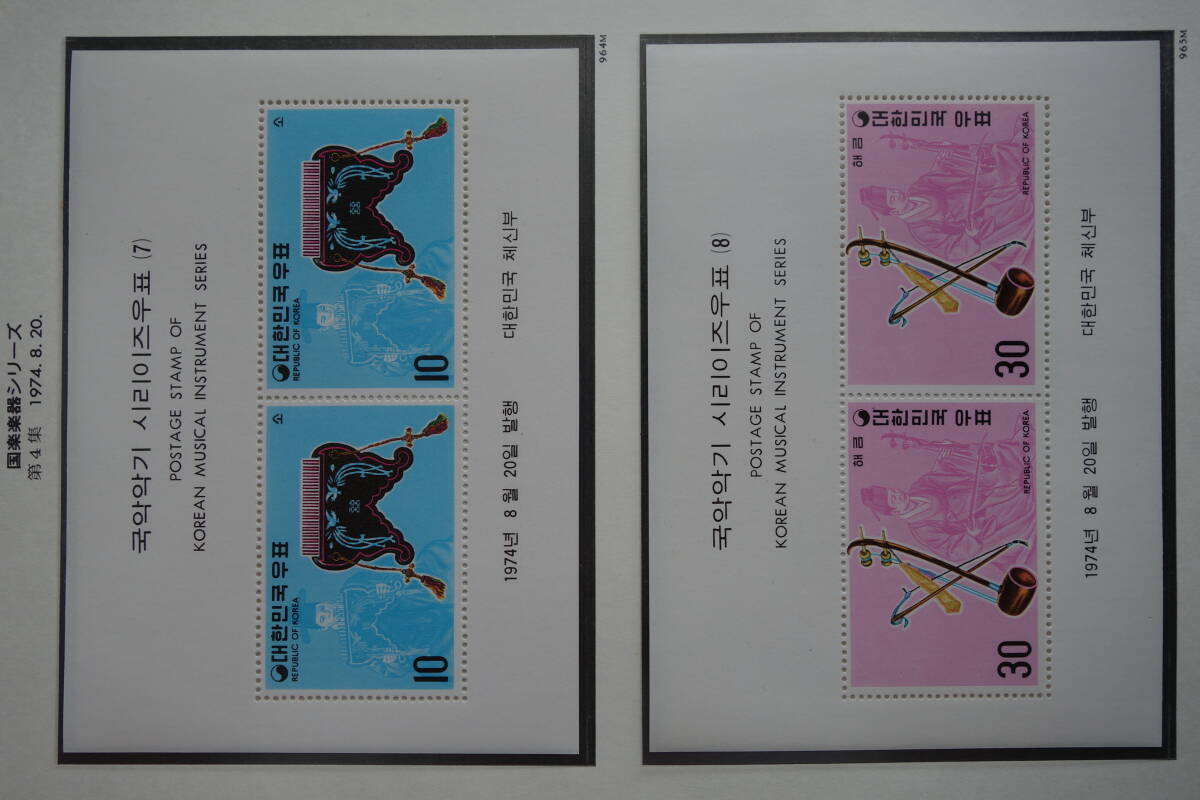 国楽楽器シリーズ
第4集 1974. 8. 20.
964M
국악악기 시리이즈우표 (7)
POSTAGE STAMP OF
KOREAN MUSICAL INSTRUMENT SERIES
소
대한민국우표
REPUBLIC OF KOREA
10
소
대한민국우표
REPUBLIC OF KOREA
10
1974년 8 월 20일 발행 대한민국 체신부
965M
국악악기 시리이즈우표 (8)
POSTAGE STAMP OF
KOREAN MUSICAL INSTRUMENT SERIES
대한민국우표
해금
REPUBLIC OF KOREA
30
대한민국우표
해금
REPUBLIC OF KOREA
30
1974년 8 월 20일 발행 대한민국 체신부